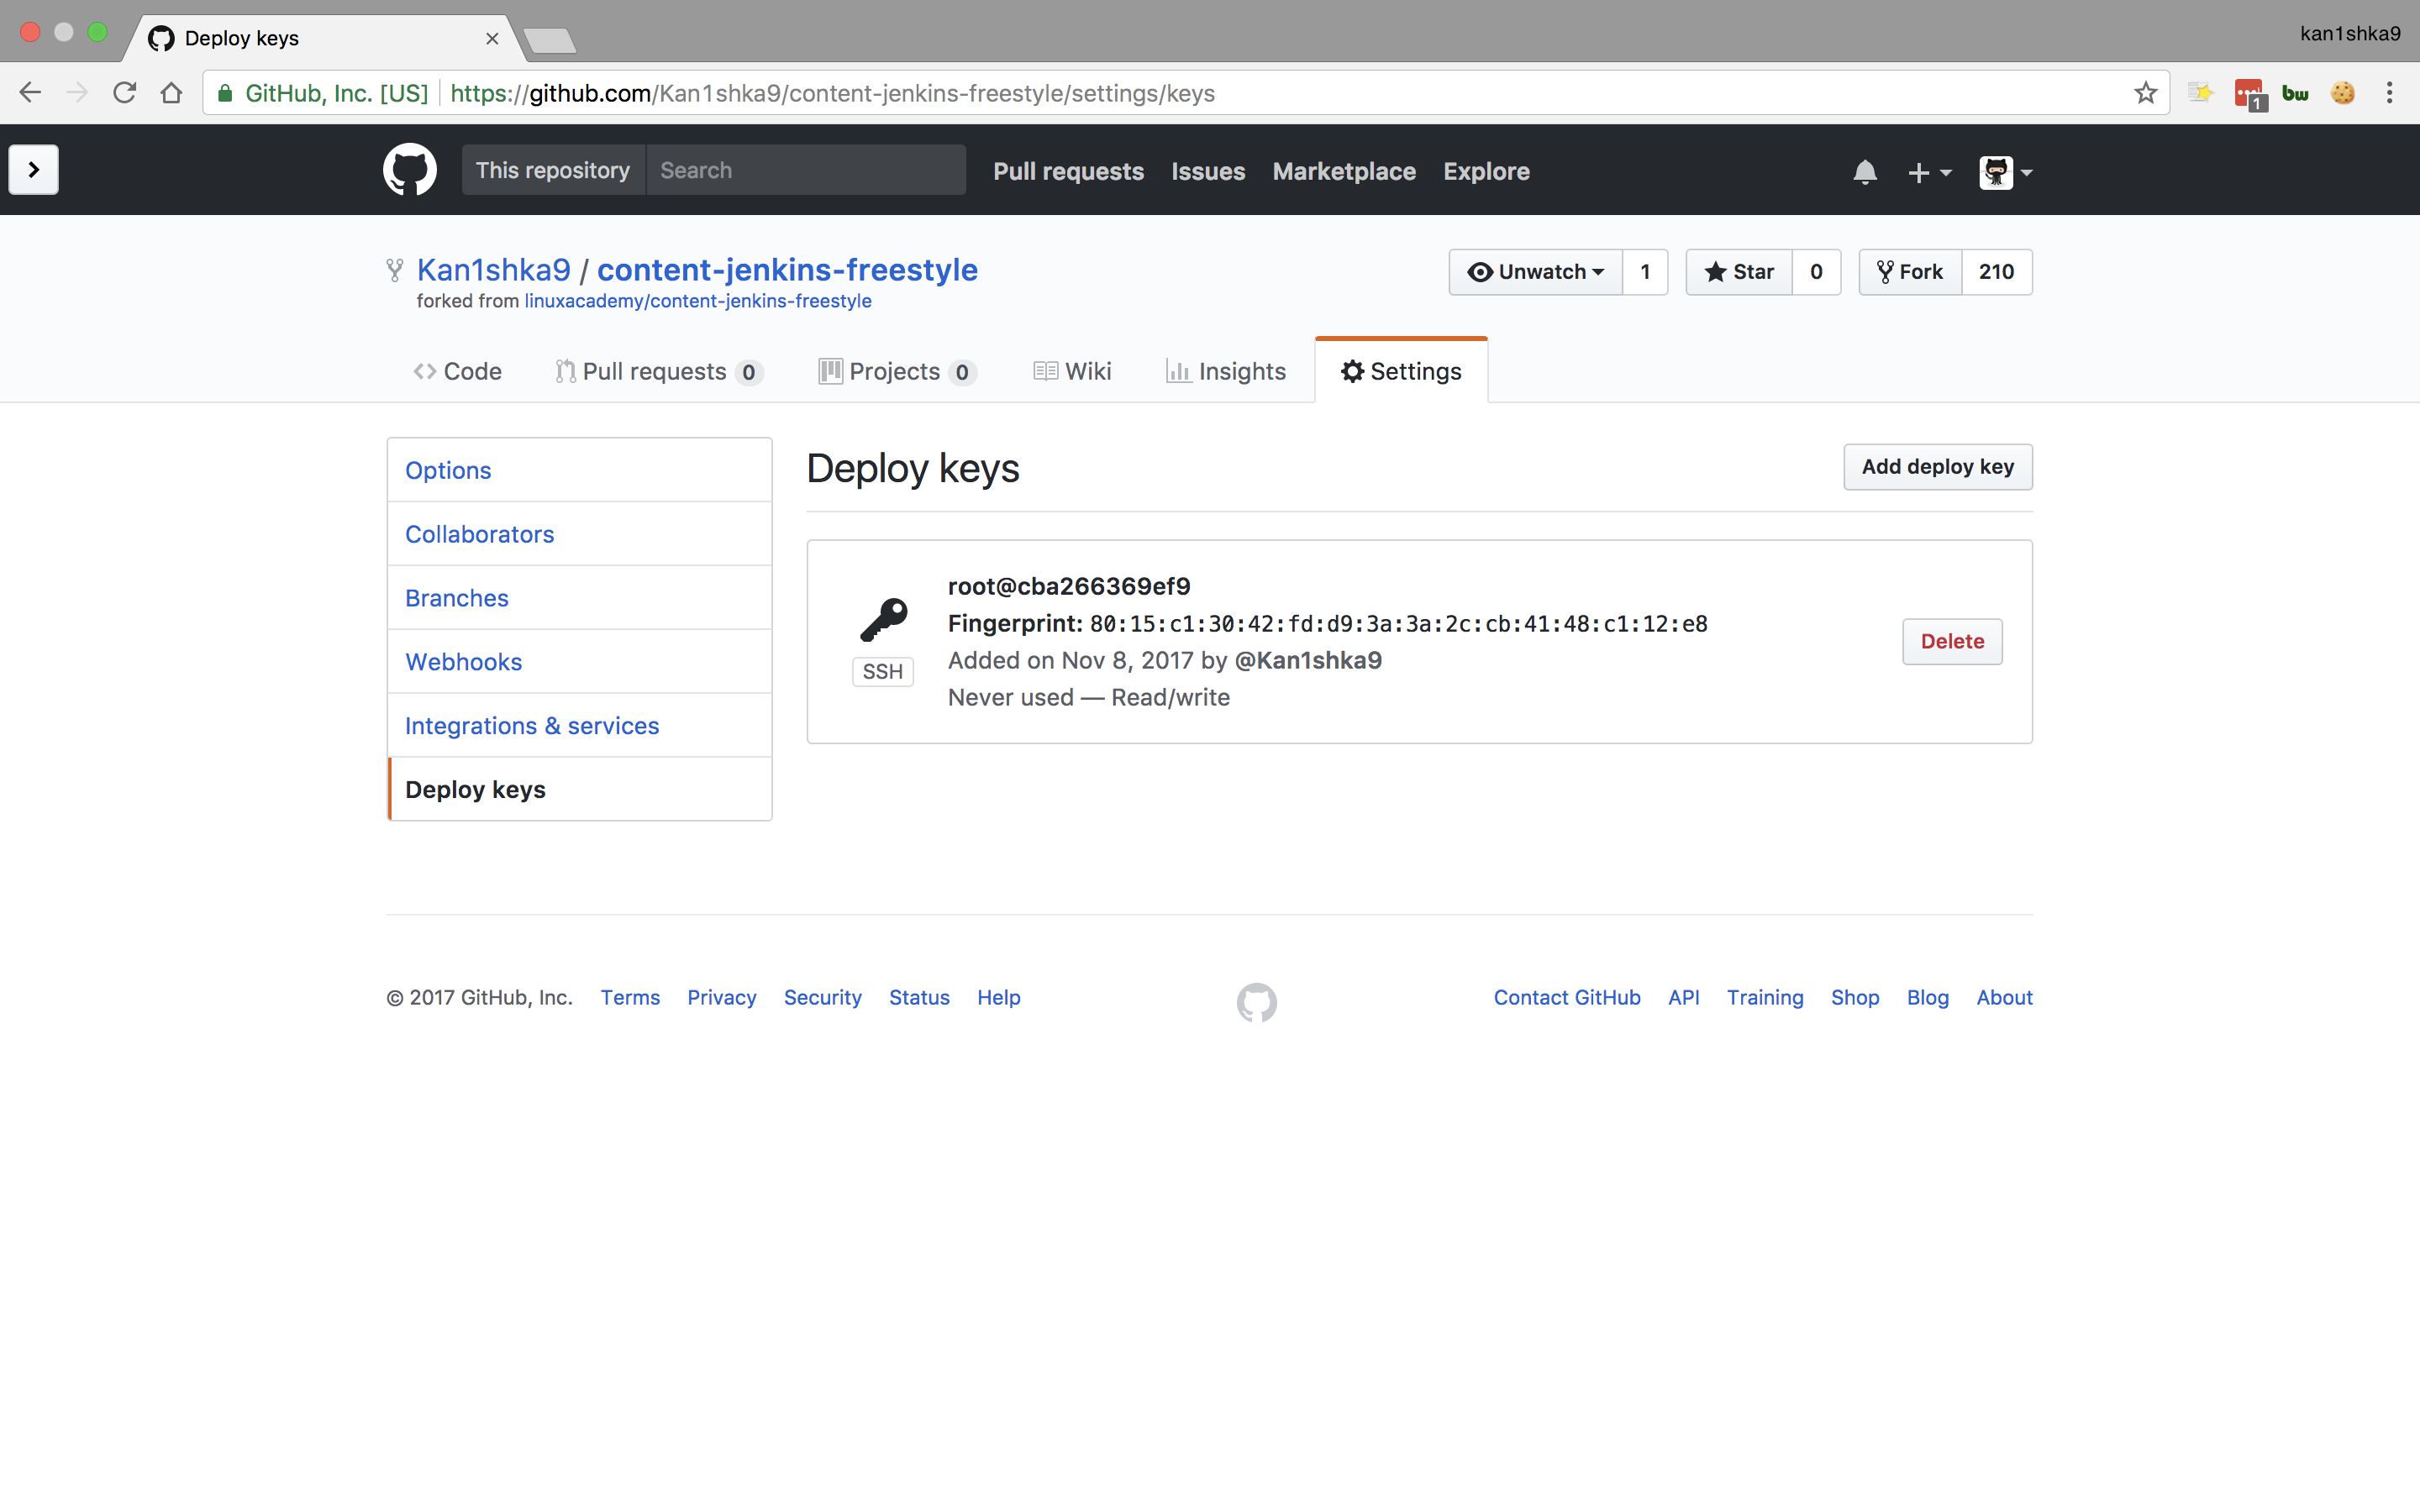 Deploy keys
kan1shka9
GitHub, Inc. [US] https://github.com/Kan1shka9/content-jenkins-freestyle/settings/keys
1
bw
This repository Search Pull requests Issues Marketplace Explore
Kan1shka9 / content-jenkins-freestyle
forked from linuxacademy/content-jenkins-freestyle
Unwatch 1 Star 0 Fork 210
Code Pull requests 0 Projects 0 Wiki Insights Settings
Options
Collaborators
Branches
Webhooks
Integrations & services
Deploy keys
Deploy keys
Add deploy key
SSH
root@cba266369ef9
Fingerprint: 80:15:c1:30:42:fd:d9:3a:3a:2c:cb:41:48:c1:12:e8
Added on Nov 8, 2017 by @Kan1shka9
Never used — Read/write
Delete
© 2017 GitHub, Inc. Terms Privacy Security Status Help
Contact GitHub API Training Shop Blog About